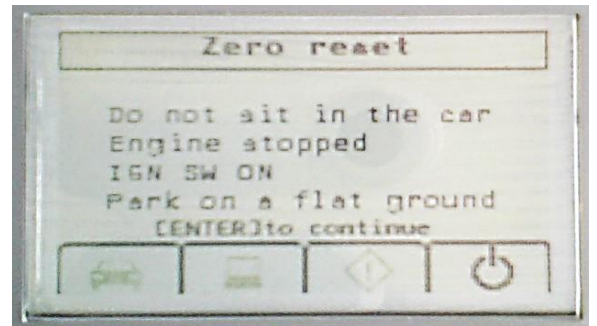 Zero reset
Do not sit in the car
Engine stopped
IGN SW ON
Park on a flat ground
[ENTER]to continue